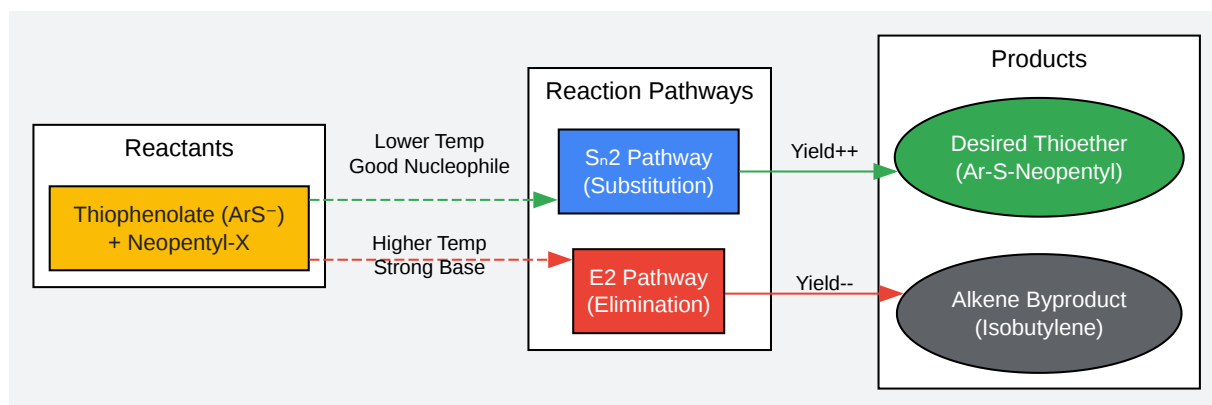 Reactants
Thiophenolate (ArS⁻)
+ Neopentyl-X
Lower Temp
Good Nucleophile
Higher Temp
Strong Base
Reaction Pathways
Sₙ2 Pathway
(Substitution)
E2 Pathway
(Elimination)
Yield++
Yield--
Products
Desired Thioether
(Ar-S-Neopentyl)
Alkene Byproduct
(Isobutylene)